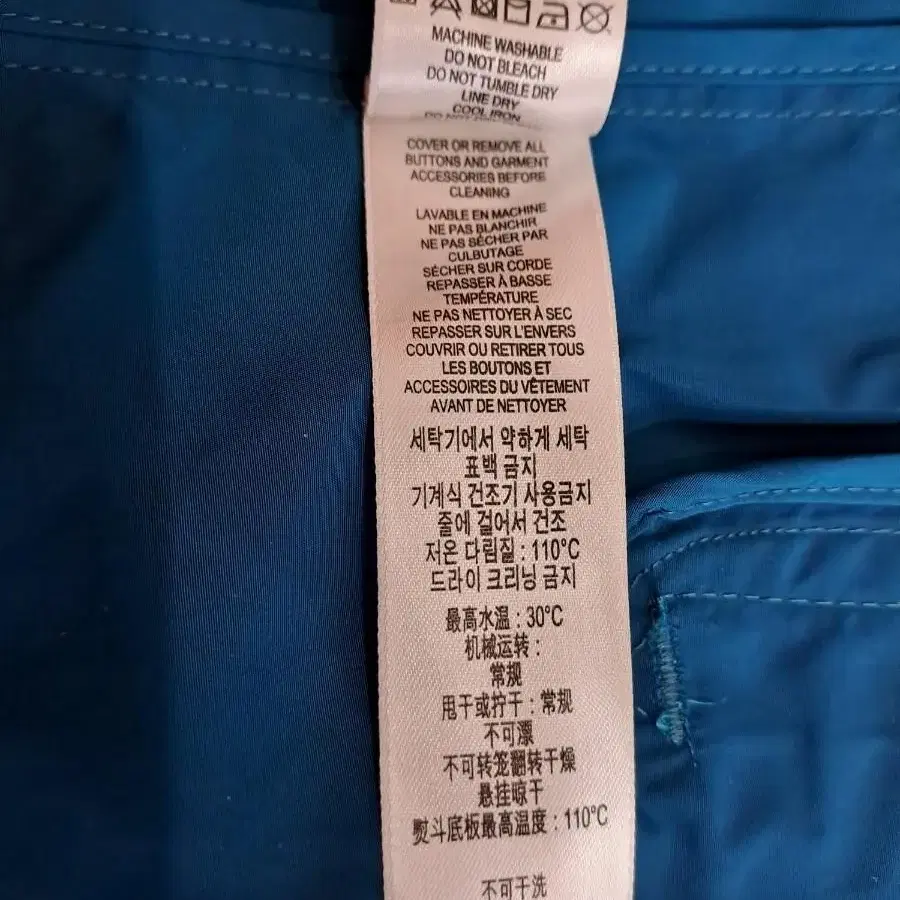 MACHINE WASHABLE
DO NOT BLEACH
DO NOT TUMBLE DRY
LINE DRY
COOL IRON
DO NOT
COVER OR REMOVE ALL
BUTTONS AND GARMENT
ACCESSORIES BEFORE
CLEANING
LAVABLE EN MACHINE
NE PAS BLANCHIR
NE PAS SÉCHER PAR
CULBUTAGE
SÉCHER SUR CORDE
REPASSER À BASSE
TEMPÉRATURE
NE PAS NETTOYER À SEC
REPASSER SUR L'ENVERS
COUVRIR OU RETIRER TOUS
LES BOUTONS ET
ACCESSOIRES DU VÊTEMENT
AVANT DE NETTOYER
세탁기에서 약하게 세탁
표백 금지
기계식 건조기 사용금지
줄에 걸어서 건조
저온 다림질 : 110°C
드라이 크리닝 금지
最高水温 : 30°C
机械运转 :
常规
甩干或拧干 : 常规
不可漂
不可转笼翻转干燥
悬挂晾干
熨斗底板最高温度 : 110°C
不可干洗